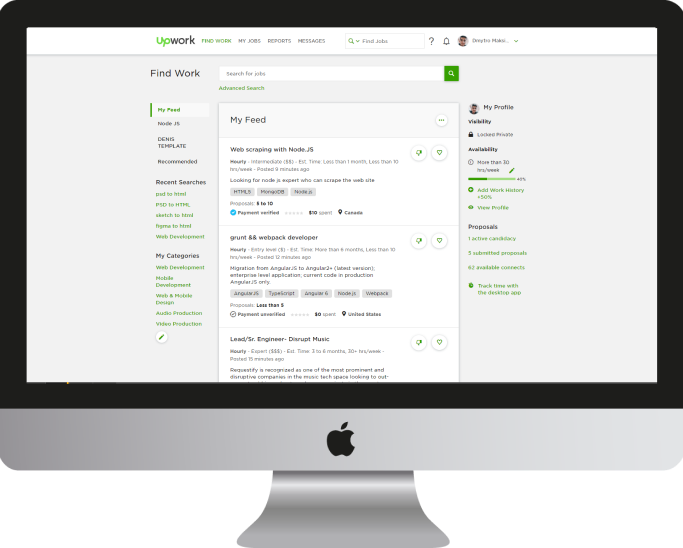 Upwork FIND WORK MY JOBS REPORTS MESSAGES Find Jobs ? Dmytro Maksi...
Find Work
Search for jobs
Advanced Search
My Feed
Node JS
DENIS
TEMPLATE
Recommended
Recent Searches
psd to html
PSD to HTML
sketch to html
figma to html
Web Development
My Categories
Web Development
Mobile
Development
Web & Mobile
Design
Audio Production
Video Production
My Feed
Web scraping with Node.JS
Hourly - Intermediate ($$) - Est. Time: Less than 1 month, Less than 10
hrs/week - Posted 9 minutes ago
Looking for node js expert who can scrape the web site
HTML5 MongoDB Node.js
Proposals: 5 to 10
Payment verified $10 spent Canada
grunt && webpack developer
Hourly - Entry level ($) - Est. Time: More than 6 months, Less than 10
hrs/week - Posted 12 minutes ago
Migration from AngularJS to Angular2+ (latest version);
enterprise level application; current code in production
AngularJS only.
AngularJS TypeScript Angular 6 Node.js Webpack
Proposals: Less than 5
Payment unverified $0 spent United States
Lead/Sr. Engineer- Disrupt Music
Hourly - Expert ($$$) - Est. Time: 3 to 6 months, 30+ hrs/week -
Posted 15 minutes ago
Requestify is recognized as one of the most prominent and
disruptive companies in the music tech space looking to out-
My Profile
Visibility
Locked Private
Availability
More than 30
hrs/week
40%
Add Work History
+50%
View Profile
Proposals
1 active candidacy
5 submitted proposals
62 available connects
Track time with
the desktop app